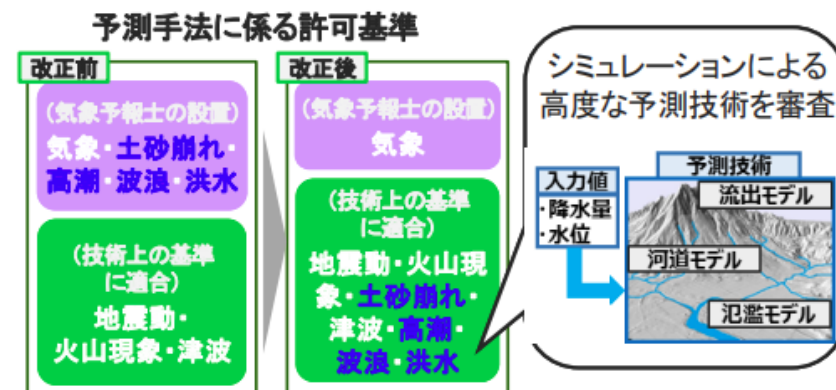 予測手法に係る許可基準
改正前
(気象予報士の設置)
気象・土砂崩れ・
高潮・波浪・洪水
(技術上の基準
に適合)
地震動・
火山現象・津波
改正後
(気象予報士の設置)
気象
(技術上の基準
に適合)
地震動・火山現
象・土砂崩れ・
津波・高潮・
波浪・洪水
シミュレーションによる
高度な予測技術を審査
入力値
・降水量
・水位
予測技術
流出モデル
河道モデル
氾濫モデル